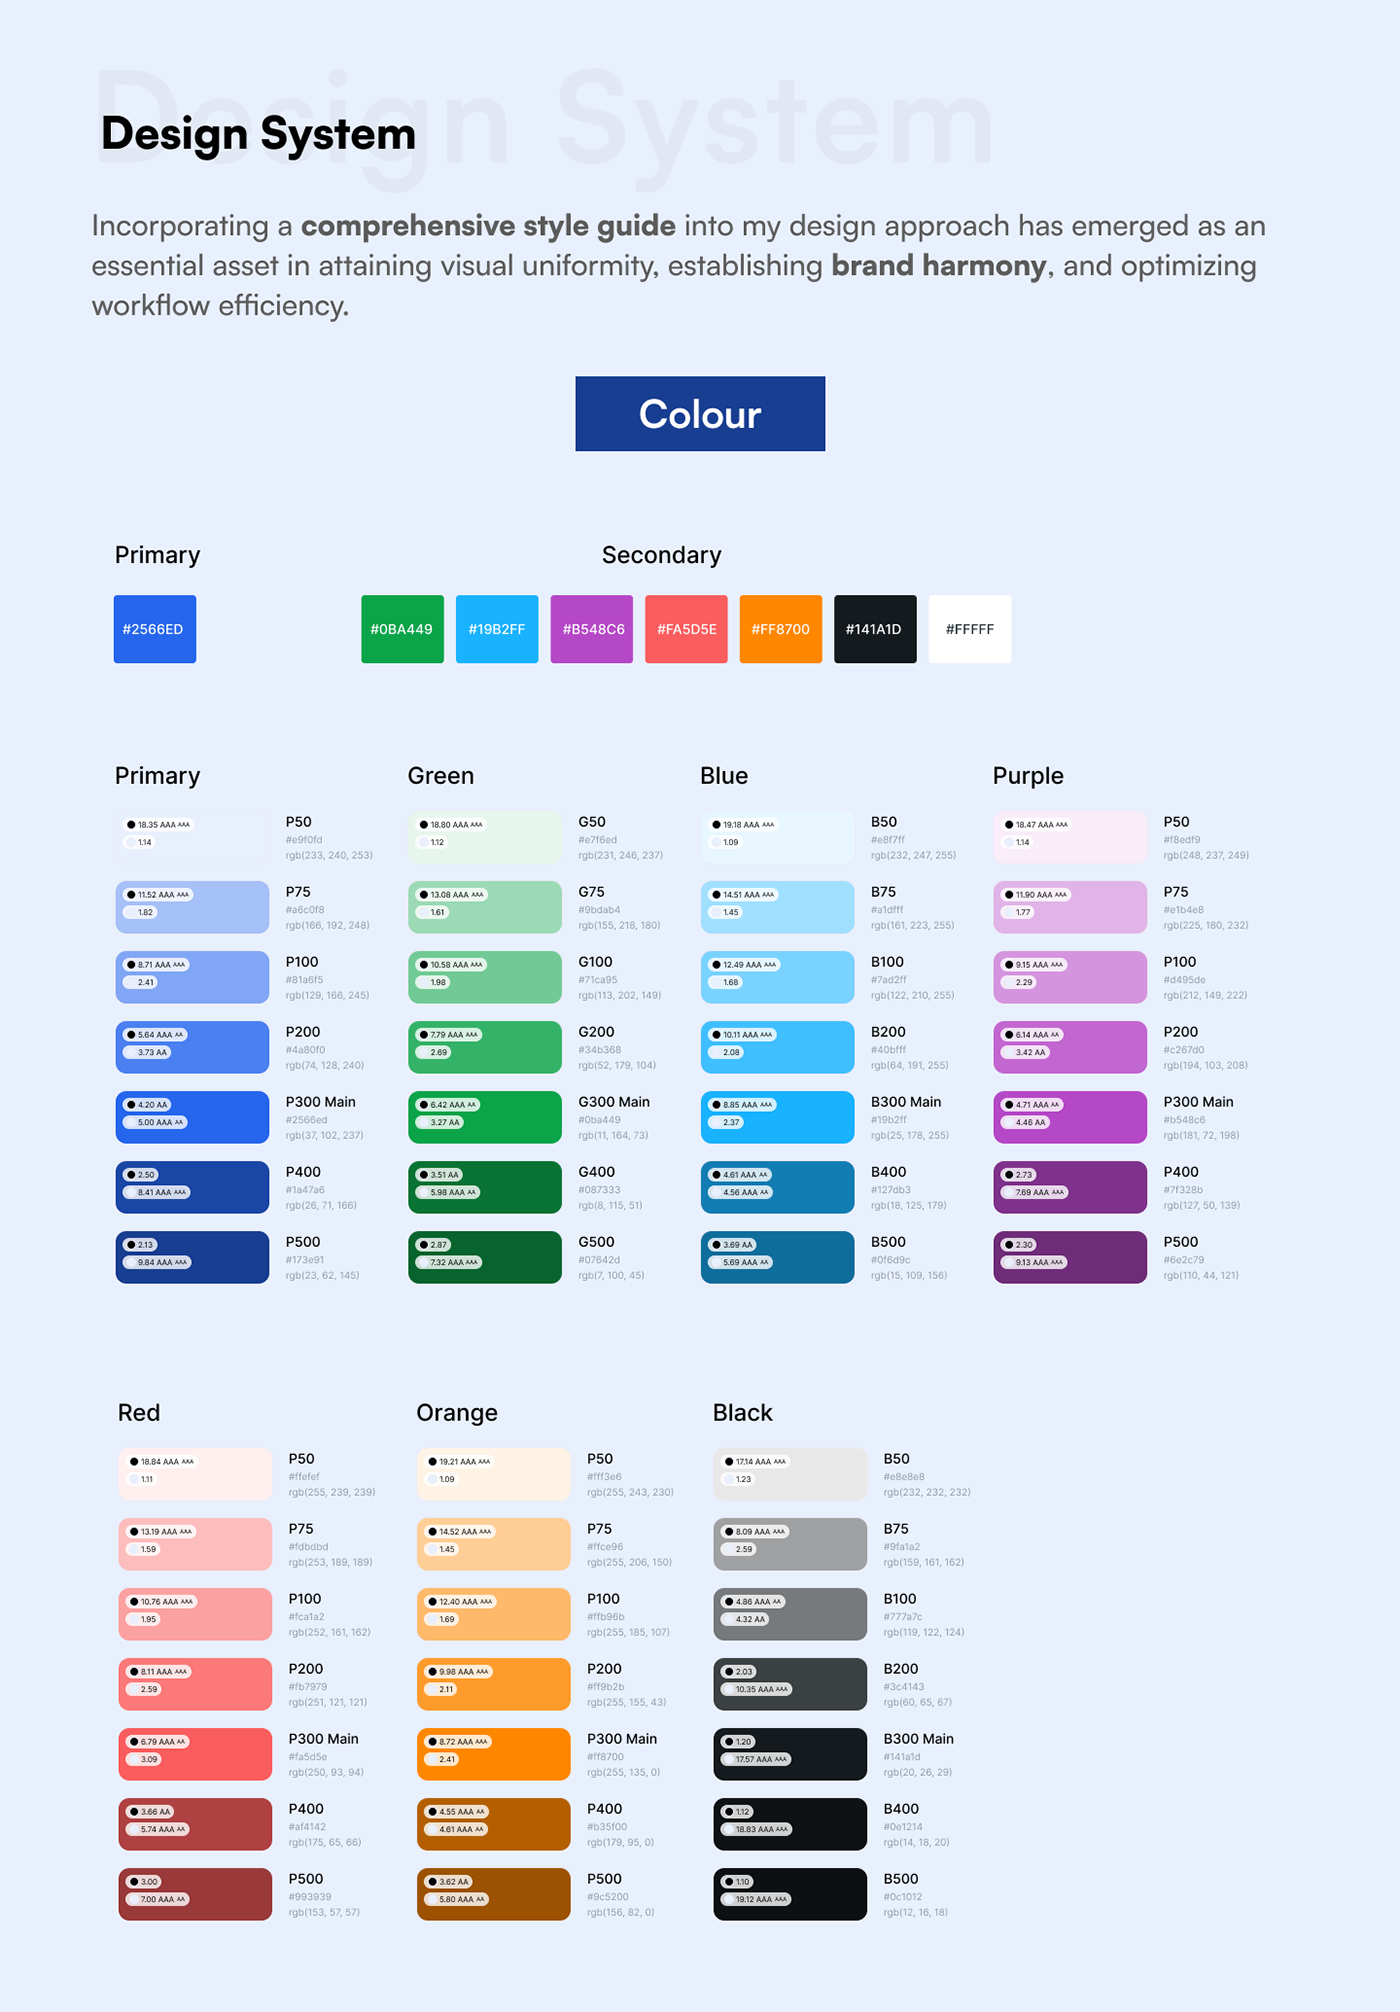 Design System
Design System
Incorporating a comprehensive style guide into my design approach has emerged as an
essential asset in attaining visual uniformity, establishing brand harmony, and optimizing
workflow efficiency.
Colour
Primary
#2566ED
Secondary
#0BA449
#19B2FF
#B548C6
#FA5D5E
#FF8700
#141A1D
#FFFFF
Primary
18.35 AAA AAA
1.14
P50
#e9f0fd
rgb(233, 240, 253)
11.52 AAA AAA
1.82
P75
#a6c0f8
rgb(166, 192, 248)
8.71 AAA AAA
2.41
P100
#81a6f5
rgb(129, 166, 245)
5.64 AAA AA
3.73 AA
P200
#4a80f0
rgb(74, 128, 240)
4.20 AA
5.00 AAA AA
P300 Main
#2566ed
rgb(37, 102, 237)
2.50
8.41 AAA AAA
P400
#1a47a6
rgb(26, 71, 166)
2.13
9.84 AAA AAA
P500
#173e91
rgb(23, 62, 145)
Green
18.80 AAA AAA
1.12
G50
#e7f6ed
rgb(231, 246, 237)
13.08 AAA AAA
1.61
G75
#9bdab4
rgb(155, 218, 180)
10.58 AAA AAA
1.98
G100
#71ca95
rgb(113, 202, 149)
7.79 AAA AAA
2.69
G200
#34b368
rgb(52, 179, 104)
6.42 AAA AA
3.27 AA
G300 Main
#0ba449
rgb(11, 164, 73)
3.51 AA
5.98 AAA AA
G400
#087333
rgb(8, 115, 51)
2.87
7.32 AAA AAA
G500
#07642d
rgb(7, 100, 45)
Blue
19.18 AAA AAA
1.09
B50
#e8f7ff
rgb(232, 247, 255)
14.51 AAA AAA
1.45
B75
#a1dfff
rgb(161, 223, 255)
12.49 AAA AAA
1.68
B100
#7ad2ff
rgb(122, 210, 255)
10.11 AAA AAA
2.08
B200
#40bfff
rgb(64, 191, 255)
8.85 AAA AAA
2.37
B300 Main
#19b2ff
rgb(25, 178, 255)
4.61 AAA AA
4.56 AAA AA
B400
#127db3
rgb(18, 125, 179)
3.69 AA
5.69 AAA AA
B500
#0f6d9c
rgb(15, 109, 156)
Purple
18.47 AAA AAA
1.14
P50
#f8edf9
rgb(248, 237, 249)
11.90 AAA AAA
1.77
P75
#e1b4e8
rgb(225, 180, 232)
9.15 AAA AAA
2.29
P100
#d495de
rgb(212, 149, 222)
6.14 AAA AA
3.42 AA
P200
#c267d0
rgb(194, 103, 208)
4.71 AAA AA
4.46 AA
P300 Main
#b548c6
rgb(181, 72, 198)
2.73
7.69 AAA AAA
P400
#7f328b
rgb(127, 50, 139)
2.30
9.13 AAA AAA
P500
#6e2c79
rgb(110, 44, 121)
Red
18.84 AAA AAA
1.11
P50
#ffefef
rgb(255, 239, 239)
13.19 AAA AAA
1.59
P75
#fdbdbd
rgb(253, 189, 189)
10.76 AAA AAA
1.95
P100
#fca1a2
rgb(252, 161, 162)
8.11 AAA AAA
2.59
P200
#fb7979
rgb(251, 121, 121)
6.79 AAA AA
3.09
P300 Main
#fa5d5e
rgb(250, 93, 94)
3.66 AA
5.74 AAA AA
P400
#af4142
rgb(175, 65, 66)
3.00
7.00 AAA AA
P500
#993939
rgb(153, 57, 57)
Orange
19.21 AAA AAA
1.09
P50
#fff3e6
rgb(255, 243, 230)
14.52 AAA AAA
1.45
P75
#ffce96
rgb(255, 206, 150)
12.40 AAA AAA
1.69
P100
#ffb96b
rgb(255, 185, 107)
9.98 AAA AAA
2.11
P200
#ff9b2b
rgb(255, 155, 43)
8.72 AAA AAA
2.41
P300 Main
#ff8700
rgb(255, 135, 0)
4.55 AAA AA
4.61 AAA AA
P400
#b35f00
rgb(179, 95, 0)
3.62 AA
5.80 AAA AA
P500
#9c5200
rgb(156, 82, 0)
Black
17.14 AAA AAA
1.23
B50
#e8e8e8
rgb(232, 232, 232)
8.09 AAA AAA
2.59
B75
#9fa1a2
rgb(159, 161, 162)
4.86 AAA AA
4.32 AA
B100
#777a7c
rgb(119, 122, 124)
2.03
10.35 AAA AAA
B200
#3c4143
rgb(60, 65, 67)
1.20
17.57 AAA AAA
B300 Main
#141a1d
rgb(20, 26, 29)
1.12
18.83 AAA AAA
B400
#0e1214
rgb(14, 18, 20)
1.10
19.12 AAA AAA
B500
#0c1012
rgb(12, 16, 18)